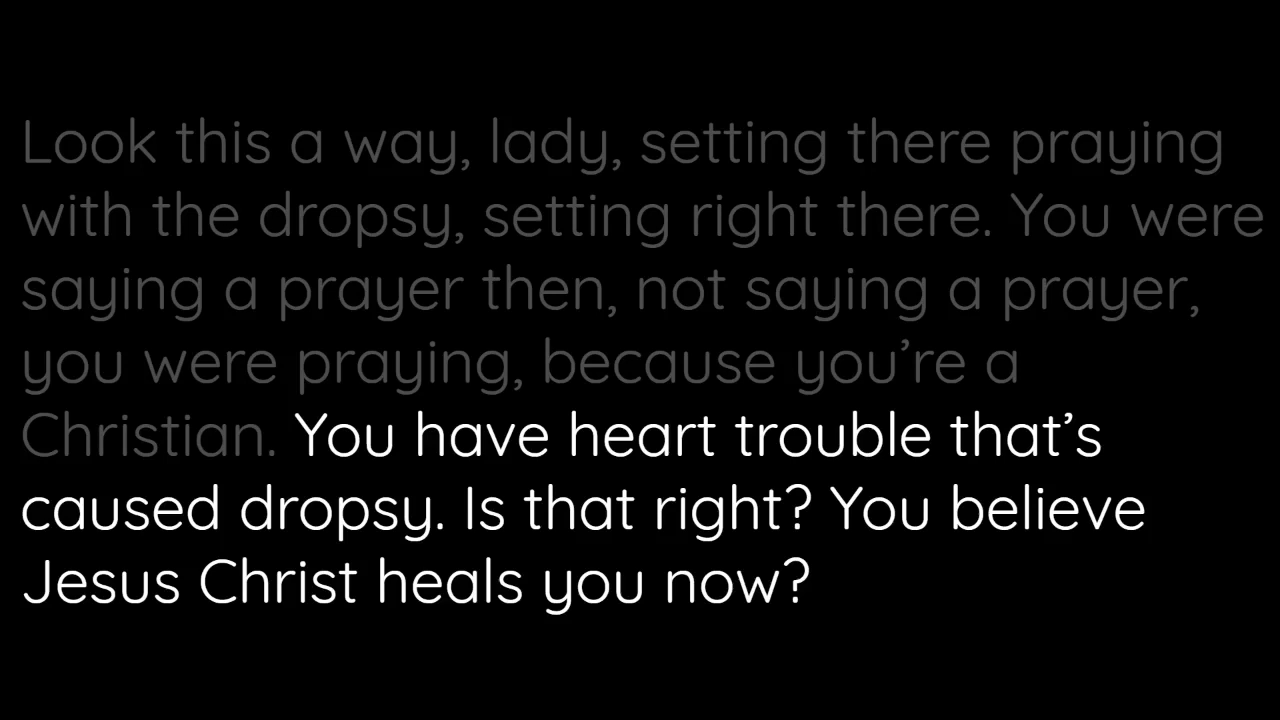 Look this a way, lady, setting there praying
with the dropsy, setting right there. You were
saying a prayer then, not saying a prayer,
you were praying, because you’re a
Christian. You have heart trouble that’s
caused dropsy. Is that right? You believe
Jesus Christ heals you now?